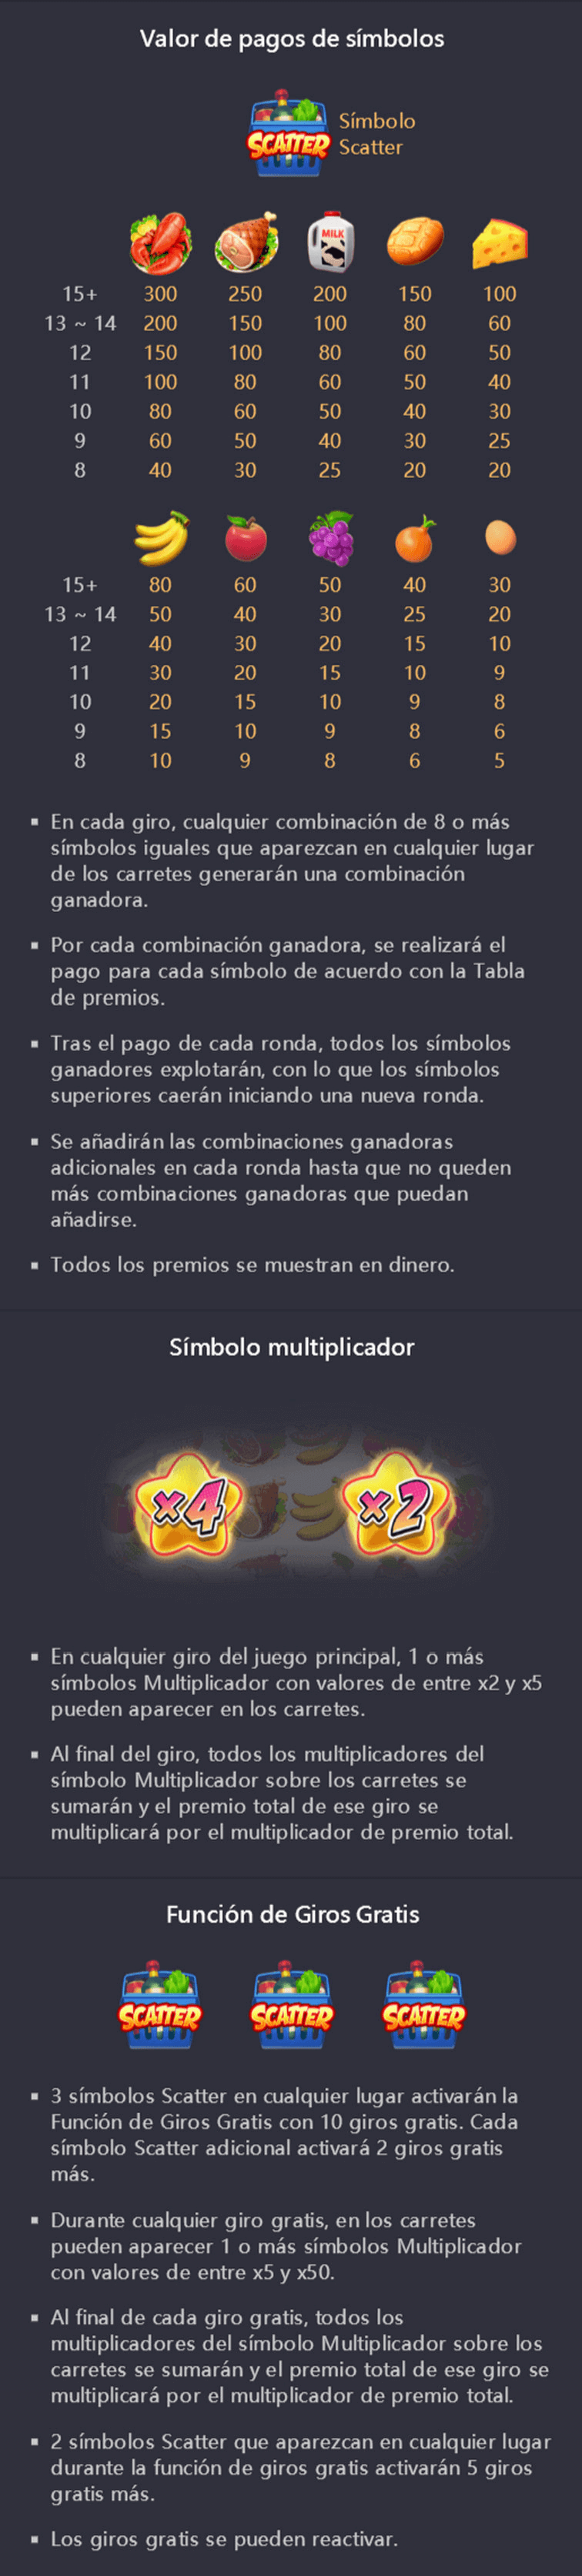 Valor de pagos de símbolos
SCATTER
Símbolo
Scatter
MILK
15+ 300 250 200 150 100
13 ~ 14 200 150 100 80 60
12 150 100 80 60 50
11 100 80 60 50 40
10 80 60 50 40 30
9 60 50 40 30 25
8 40 30 25 20 20
15+ 80 60 50 40 30
13 ~ 14 50 40 30 25 20
12 40 30 20 15 10
11 30 20 15 10 9
10 20 15 10 9 8
9 15 10 9 8 6
8 10 9 8 6 5
▪ En cada giro, cualquier combinación de 8 o más
símbolos iguales que aparezcan en cualquier lugar
de los carretes generarán una combinación
ganadora.
▪ Por cada combinación ganadora, se realizará el
pago para cada símbolo de acuerdo con la Tabla
de premios.
▪ Tras el pago de cada ronda, todos los símbolos
ganadores explotarán, con lo que los símbolos
superiores caerán iniciando una nueva ronda.
▪ Se añadirán las combinaciones ganadoras
adicionales en cada ronda hasta que no queden
más combinaciones ganadoras que puedan
añadirse.
▪ Todos los premios se muestran en dinero.
Símbolo multiplicador
x4 x2
▪ En cualquier giro del juego principal, 1 o más
símbolos Multiplicador con valores de entre x2 y x5
pueden aparecer en los carretes.
▪ Al final del giro, todos los multiplicadores del
símbolo Multiplicador sobre los carretes se
sumarán y el premio total de ese giro se
multiplicará por el multiplicador de premio total.
Función de Giros Gratis
SCATTER SCATTER SCATTER
▪ 3 símbolos Scatter en cualquier lugar activarán la
Función de Giros Gratis con 10 giros gratis. Cada
símbolo Scatter adicional activará 2 giros gratis
más.
▪ Durante cualquier giro gratis, en los carretes
pueden aparecer 1 o más símbolos Multiplicador
con valores de entre x5 y x50.
▪ Al final de cada giro gratis, todos los
multiplicadores del símbolo Multiplicador sobre los
carretes se sumarán y el premio total de ese giro se
multiplicará por el multiplicador de premio total.
▪ 2 símbolos Scatter que aparezcan en cualquier lugar
durante la función de giros gratis activarán 5 giros
gratis más.
▪ Los giros gratis se pueden reactivar.